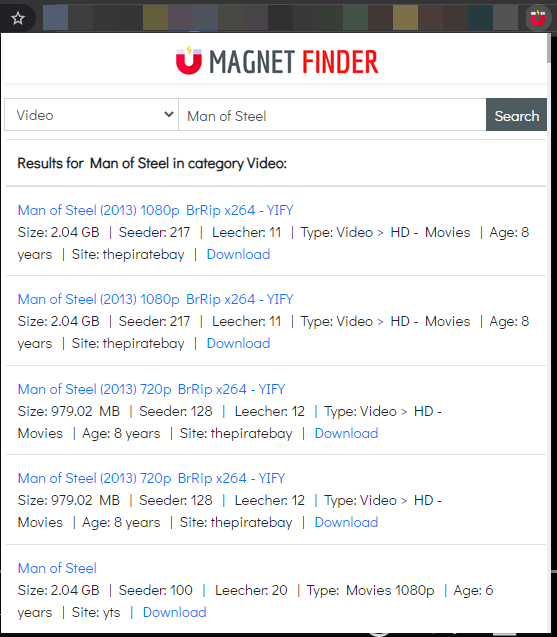 MAGNET FINDER
Video Man of Steel Search
Results for Man of Steel in category Video:
Man of Steel (2013) 1080p BrRip x264 - YIFY
Size: 2.04 GB | Seeder: 217 | Leecher: 11 | Type: Video > HD - Movies | Age: 8
years | Site: thepiratebay | Download
Man of Steel (2013) 1080p BrRip x264 - YIFY
Size: 2.04 GB | Seeder: 217 | Leecher: 11 | Type: Video > HD - Movies | Age: 8
years | Site: thepiratebay | Download
Man of Steel (2013) 720p BrRip x264 - YIFY
Size: 979.02 MB | Seeder: 128 | Leecher: 12 | Type: Video > HD -
Movies | Age: 8 years | Site: thepiratebay | Download
Man of Steel (2013) 720p BrRip x264 - YIFY
Size: 979.02 MB | Seeder: 128 | Leecher: 12 | Type: Video > HD -
Movies | Age: 8 years | Site: thepiratebay | Download
Man of Steel
Size: 2.04 GB | Seeder: 100 | Leecher: 20 | Type: Movies 1080p | Age: 6
years | Site: yts | Download